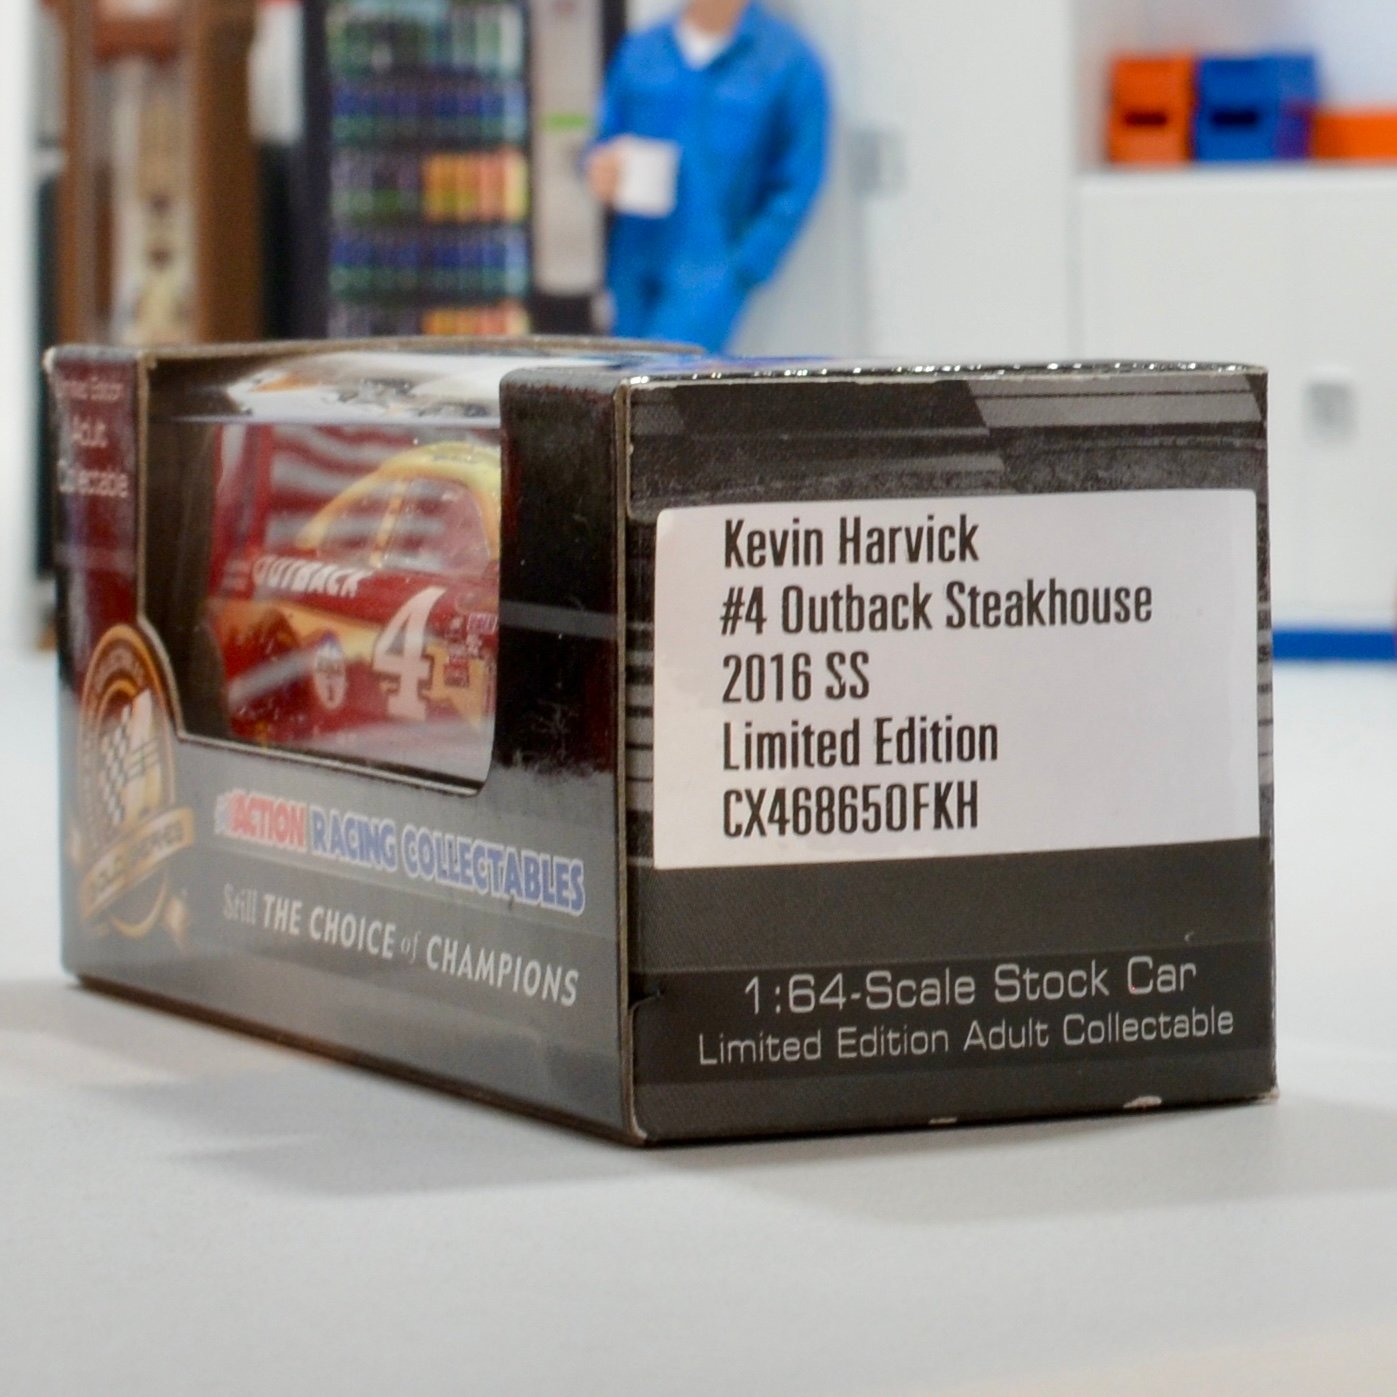 Adult
Collectable
OUTBACK
4
ACTION RACING COLLECTABLES
Still THE CHOICE of CHAMPIONS
Kevin Harvick
#4 Outback Steakhouse
2016 SS
Limited Edition
CX468650FKH
1:64-Scale Stock Car
Limited Edition Adult Collectable